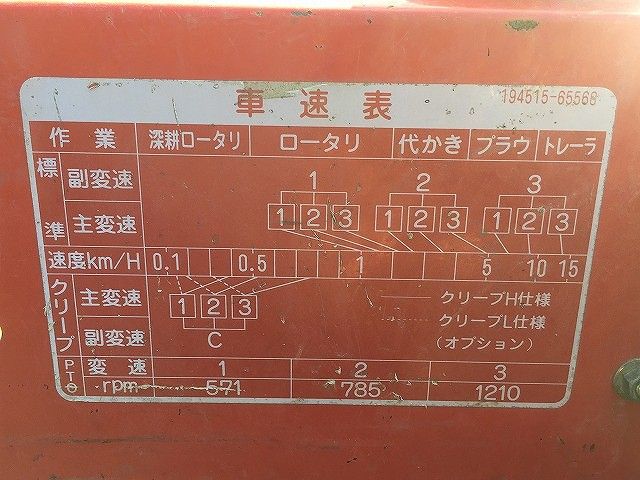 車速表
194515-65568
作業 深耕ロータリ ロータリ 代かき プラウ トレーラ
標準 副変速 1 2 3
主変速 1 2 3 1 2 3 1 2 3
速度km/H 0.1 0.5 1 5 10 15
クリープ 主変速 1 2 3 クリープH仕様
クリープL仕様
副変速 C (オプション)
PTO 変速 1 2 3
rpm 571 785 1210